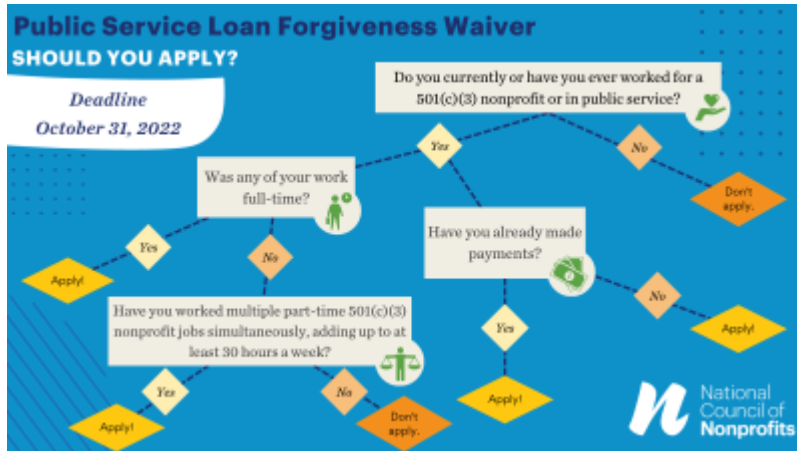 Public Service Loan Forgiveness Waiver
SHOULD YOU APPLY?
Deadline
October 31, 2022
Do you currently or have you ever worked for a
501(c)(3) nonprofit or in public service?
Yes
No
Don't
apply.
Was any of your work
full-time?
Have you already made
payments?
Yes
No
Apply!
No
Apply!
Have you worked multiple part-time 501(c)(3)
nonprofit jobs simultaneously, adding up to at
least 30 hours a week?
Yes
Apply!
Yes
No
Apply!
Don't
apply.
National
Council of
Nonprofits